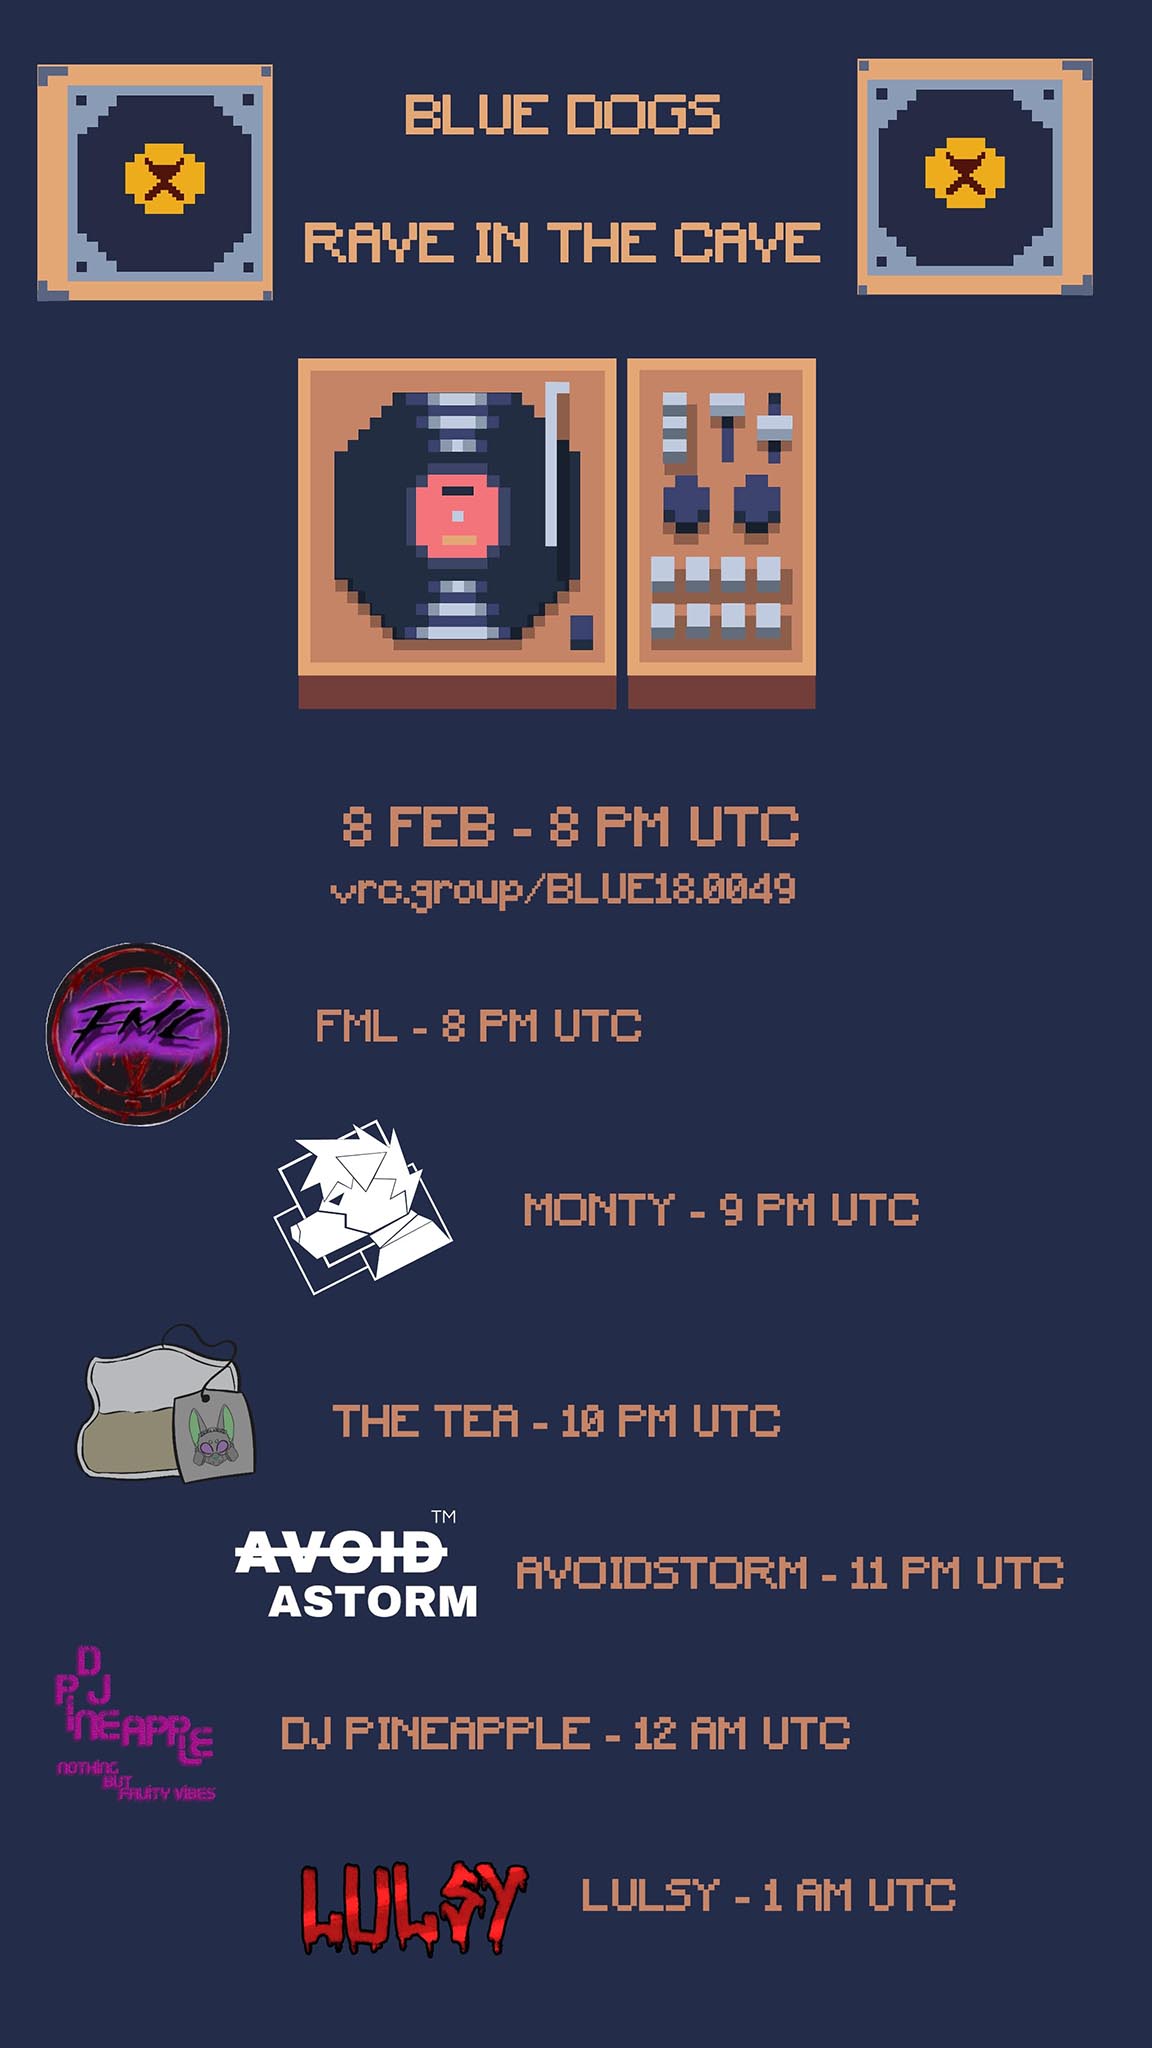 BLUE DOGS
RAVE IN THE CAVE
8 FEB - 8 PM UTC
vrc.group/BLUE18.0049
FML
FML - 8 PM UTC
MONTY - 9 PM UTC
THE TEA - 10 PM UTC
AVOID™
ASTORM
AVOIDSTORM - 11 PM UTC
DJ
PINEAPPLE
NOTHING
BUT
FRUITY VIBES
DJ PINEAPPLE - 12 AM UTC
LULSY
LULSY - 1 AM UTC